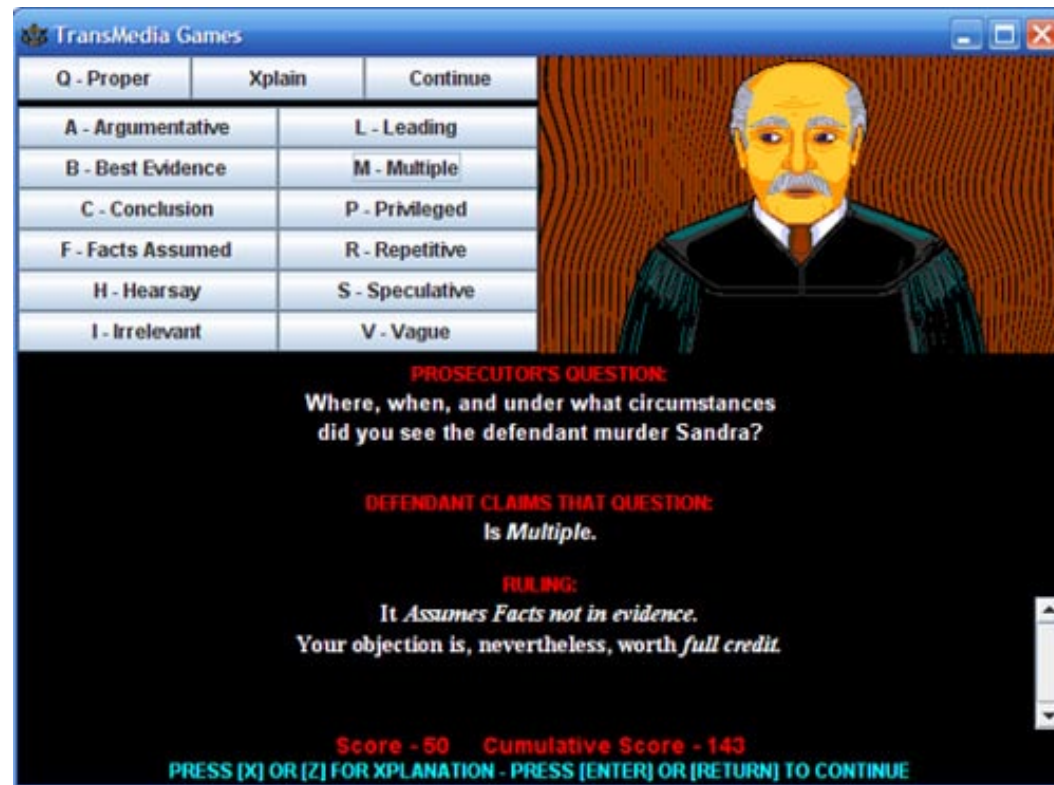 TransMedia Games
Q - Proper Xplain Continue
A - Argumentative L - Leading
B - Best Evidence M - Multiple
C - Conclusion P - Privileged
F - Facts Assumed R - Repetitive
H - Hearsay S - Speculative
I - Irrelevant V - Vague
PROSECUTOR'S QUESTION:
Where, when, and under what circumstances
did you see the defendant murder Sandra?
DEFENDANT CLAIMS THAT QUESTION:
Is Multiple.
RULING:
It Assumes Facts not in evidence.
Your objection is, nevertheless, worth full credit.
Score - 50 Cumulative Score - 143
PRESS [X] OR [Z] FOR XPLANATION - PRESS [ENTER] OR [RETURN] TO CONTINUE